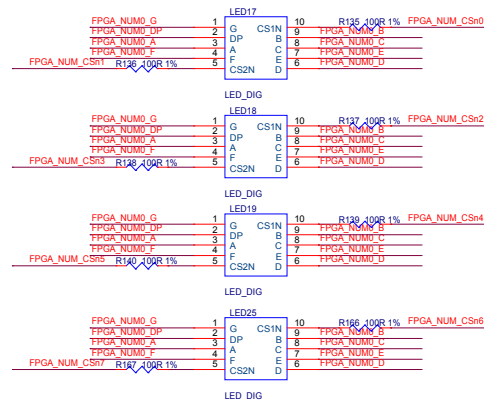 LED17
FPGA_NUM0_G 1 G CS1N 10 R135 100R 1% FPGA_NUM_CSn0
FPGA_NUM0_DP 2 DP B 9 FPGA_NUM0_B
FPGA_NUM0_A 3 A C 8 FPGA_NUM0_C
FPGA_NUM0_F 4 F E 7 FPGA_NUM0_E
FPGA_NUM_CSn1 R136 100R 1% 5 CS2N D 6 FPGA_NUM0_D
LED_DIG
LED18
FPGA_NUM0_G 1 G CS1N 10 R137 100R 1% FPGA_NUM_CSn2
FPGA_NUM0_DP 2 DP B 9 FPGA_NUM0_B
FPGA_NUM0_A 3 A C 8 FPGA_NUM0_C
FPGA_NUM0_F 4 F E 7 FPGA_NUM0_E
FPGA_NUM_CSn3 R138 100R 1% 5 CS2N D 6 FPGA_NUM0_D
LED_DIG
LED19
FPGA_NUM0_G 1 G CS1N 10 R139 100R 1% FPGA_NUM_CSn4
FPGA_NUM0_DP 2 DP B 9 FPGA_NUM0_B
FPGA_NUM0_A 3 A C 8 FPGA_NUM0_C
FPGA_NUM0_F 4 F E 7 FPGA_NUM0_E
FPGA_NUM_CSn5 R140 100R 1% 5 CS2N D 6 FPGA_NUM0_D
LED_DIG
LED25
FPGA_NUM0_G 1 G CS1N 10 R166 100R 1% FPGA_NUM_CSn6
FPGA_NUM0_DP 2 DP B 9 FPGA_NUM0_B
FPGA_NUM0_A 3 A C 8 FPGA_NUM0_C
FPGA_NUM0_F 4 F E 7 FPGA_NUM0_E
FPGA_NUM_CSn7 R167 100R 1% 5 CS2N D 6 FPGA_NUM0_D
LED_DIG